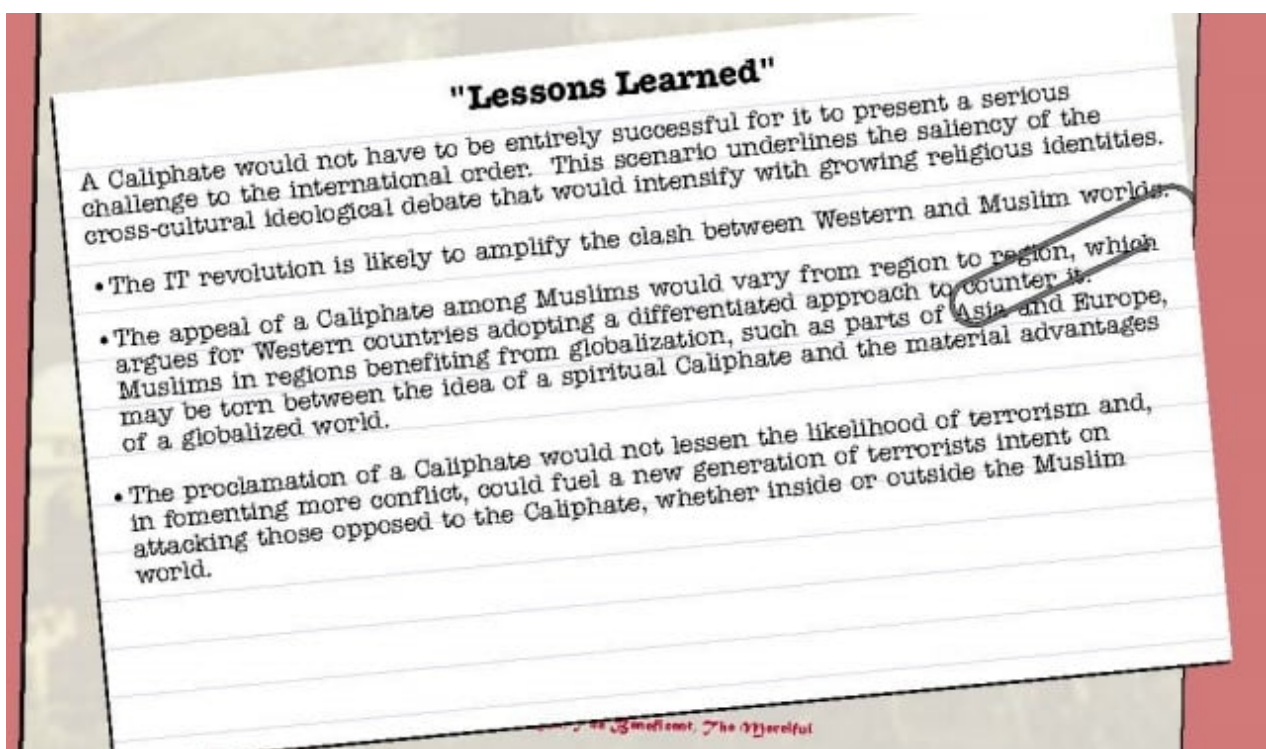 "Lessons Learned"
A Caliphate would not have to be entirely successful for it to present a serious
challenge to the international order. This scenario underlines the saliency of the
cross-cultural ideological debate that would intensify with growing religious identities.
•The IT revolution is likely to amplify the clash between Western and Muslim worlds.
•The appeal of a Caliphate among Muslims would vary from region to region, which
argues for Western countries adopting a differentiated approach to counter it.
Muslims in regions benefiting from globalization, such as parts of Asia and Europe,
may be torn between the idea of a spiritual Caliphate and the material advantages
of a globalized world.
•The proclamation of a Caliphate would not lessen the likelihood of terrorism and,
in fomenting more conflict, could fuel a new generation of terrorists intent on
attacking those opposed to the Caliphate, whether inside or outside the Muslim
world.
Beneficent, The Merciful